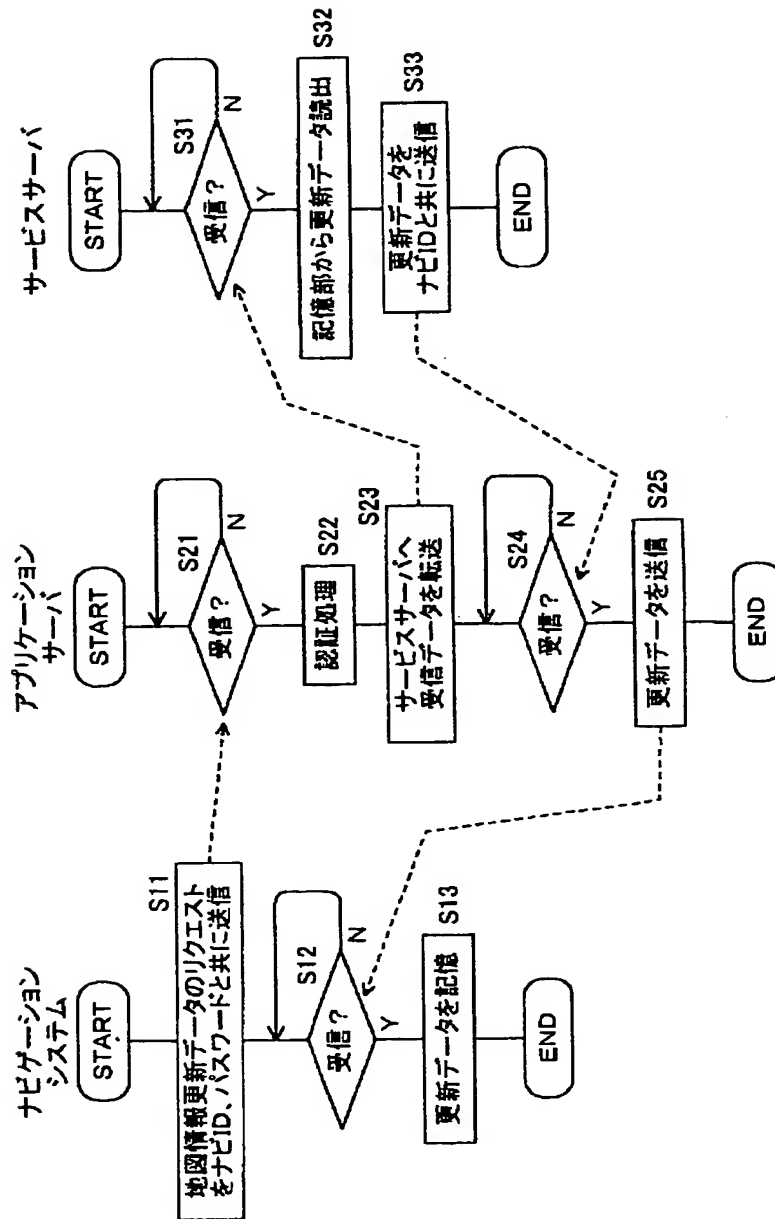 ナビゲーション
システム
START
地図情報更新データのリクエスト
をナビID、パスワードと共に送信
S11
受信？
S12
N
Y
更新データを記憶
S13
END
アプリケーション
サーバ
START
受信？
S21
N
Y
認証処理
S22
サービスサーバへ
受信データを転送
S23
受信？
S24
N
Y
更新データを送信
S25
END
サービスサーバ
START
受信？
S31
N
Y
記憶部から更新データ読出
S32
更新データを
ナビIDと共に送信
S33
END